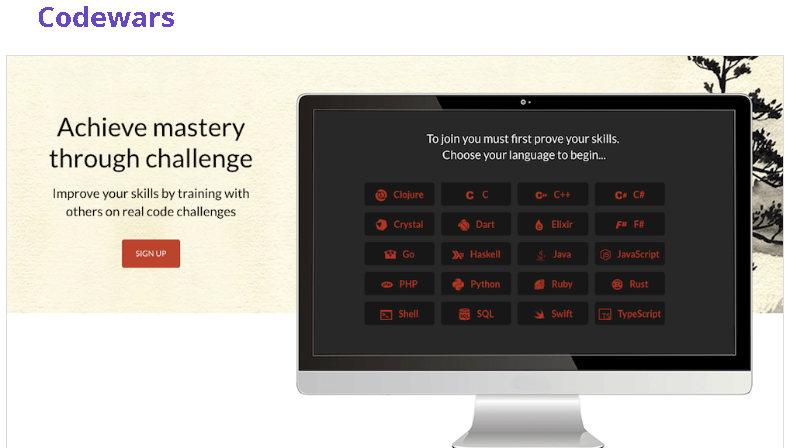 Codewars
Achieve mastery
through challenge
Improve your skills by training with
others on real code challenges
SIGN UP
To join you must first prove your skills.
Choose your language to begin...
Clojure C C C++ C# C#
Crystal Dart Elixir F# F#
Go Haskell Java JavaScript
PHP Python Ruby Rust
Shell SQL Swift TS TypeScript